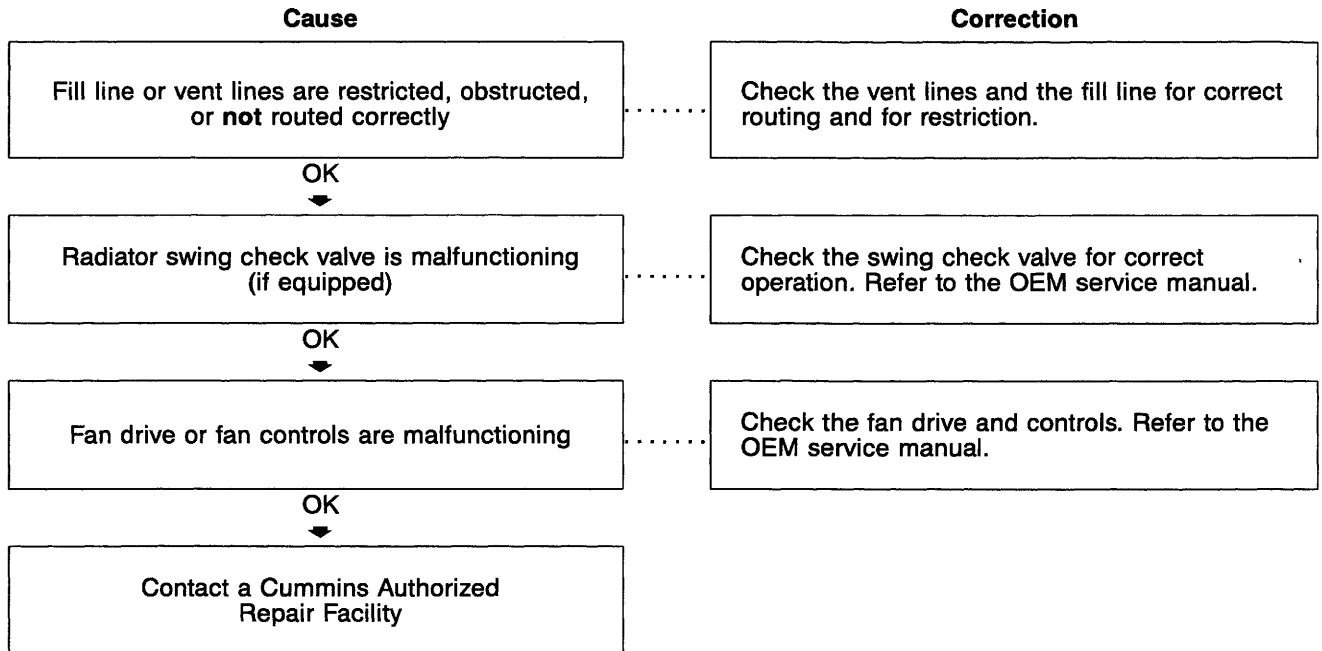 Cause
Correction
Fill line or vent lines are restricted, obstructed,
or not routed correctly
. . . . . .
Check the vent lines and the fill line for correct
routing and for restriction.
OK
Radiator swing check valve is malfunctioning
(if equipped)
. . . . . .
Check the swing check valve for correct
operation. Refer to the OEM service manual.
OK
Fan drive or fan controls are malfunctioning
. . . . . .
Check the fan drive and controls. Refer to the
OEM service manual.
OK
Contact a Cummins Authorized
Repair Facility